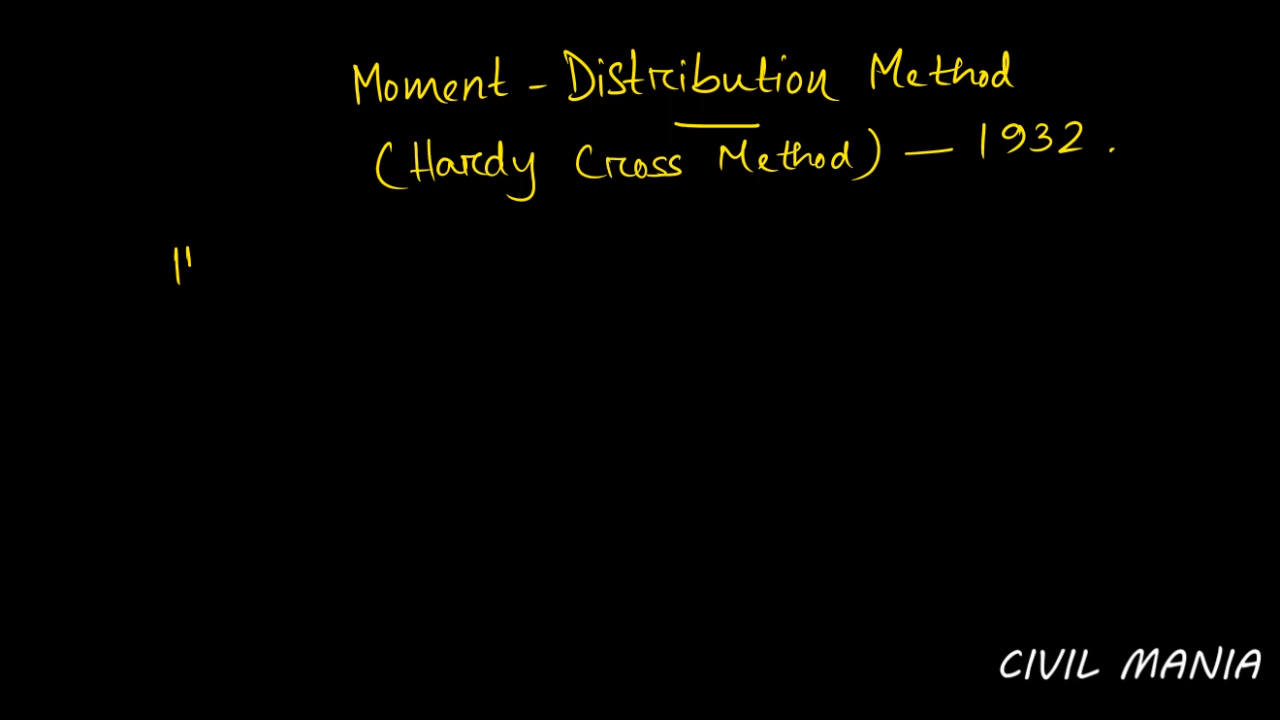 Moment - Distribution Method
(Hardy Cross Method) — 1932.
CIVIL MANIA